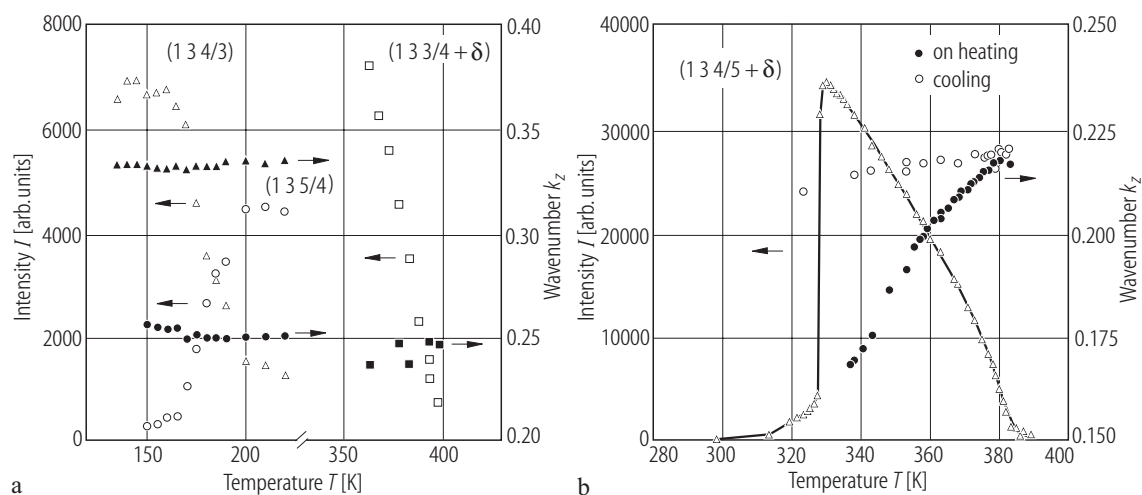 8000
6000
4000
2000
0
Intensity I [arb. units]
(1 3 4/3)
(1 3 3/4 + δ)
(1 3 5/4)
0.40
0.35
0.30
0.25
0.20
Wavenumber kz
150
200
350
400
Temperature T [K]
a
40000
30000
20000
10000
0
Intensity I [arb. units]
(1 3 4/5 + δ)
on heating
cooling
0.250
0.225
0.200
0.175
0.150
Wavenumber kz
280
300
320
340
360
380
400
Temperature T [K]
b